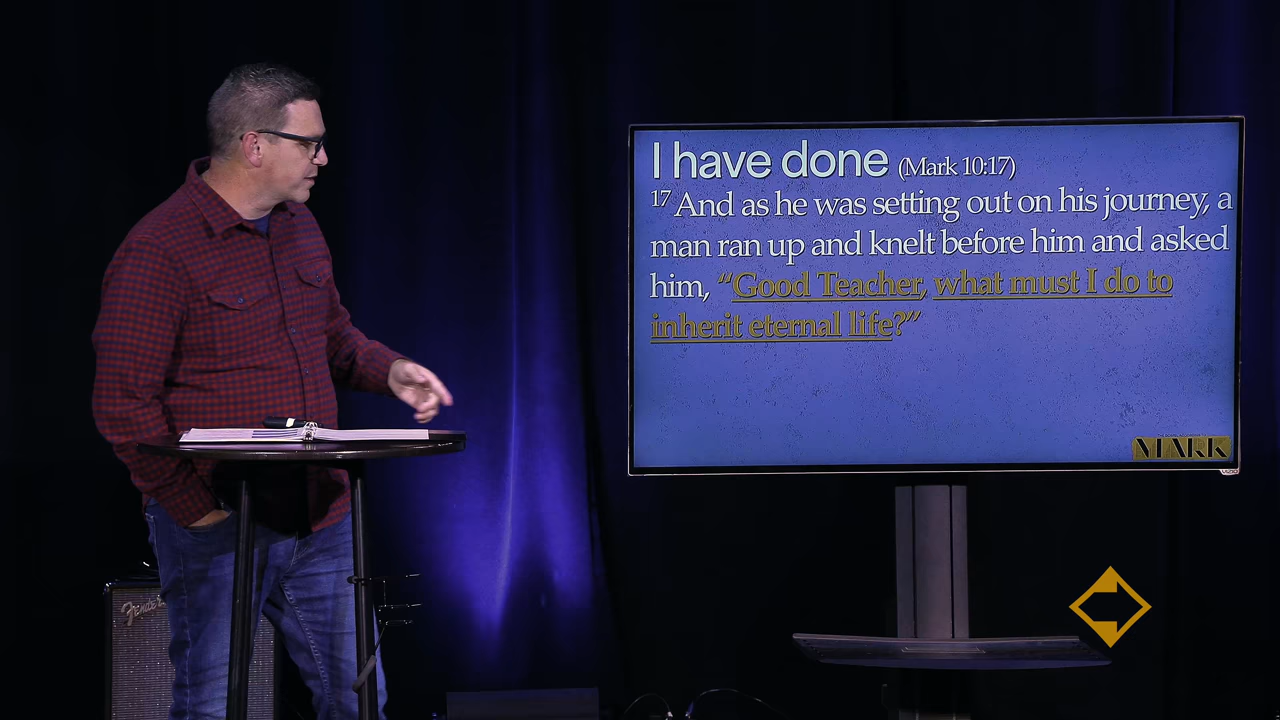 I have done (Mark 10:17)
17 And as he was setting out on his journey, a
man ran up and knelt before him and asked
him, “Good Teacher, what must I do to
inherit eternal life?”
MARK
Fender